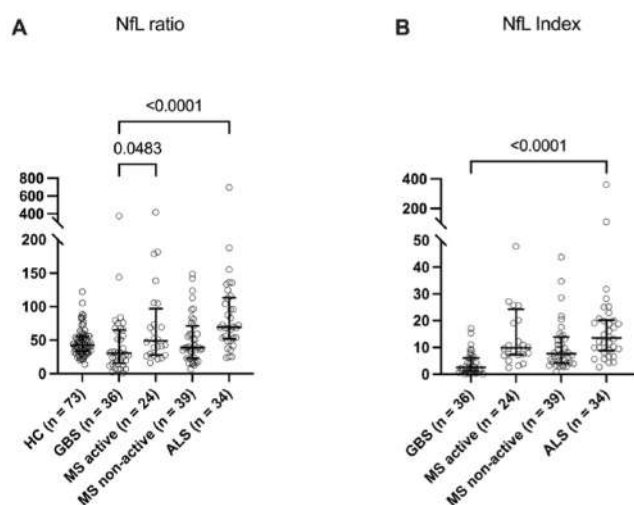 A
NfL ratio
<0.0001
0.0483
800
600
400
200
150
100
50
0
HC (n = 73)
GBS (n = 36)
MS active (n = 24)
MS non-active (n = 39)
ALS (n = 34)
B
NfL Index
<0.0001
400
200
50
40
30
20
10
0
GBS (n = 36)
MS active (n = 24)
MS non-active (n = 39)
ALS (n = 34)